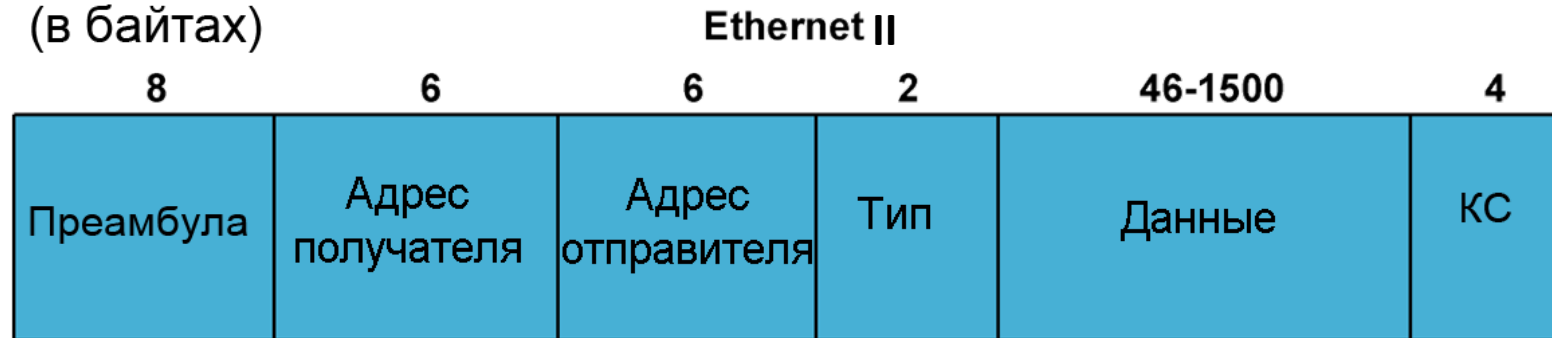 (в байтах)
Ethernet II
8 6 6 2 46-1500 4
Преамбула
Адрес
получателя
Адрес
отправителя
Тип
Данные
КС